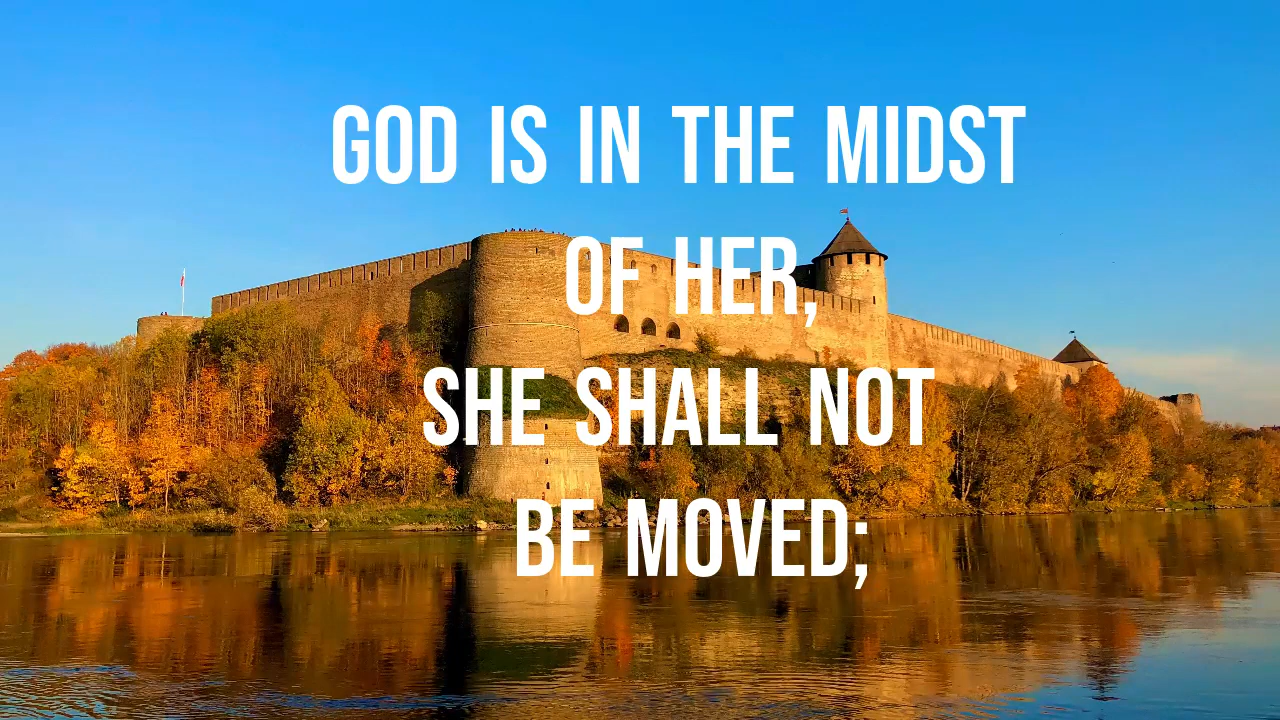 GOD IS IN THE MIDST
OF HER,
SHE SHALL NOT
BE MOVED;